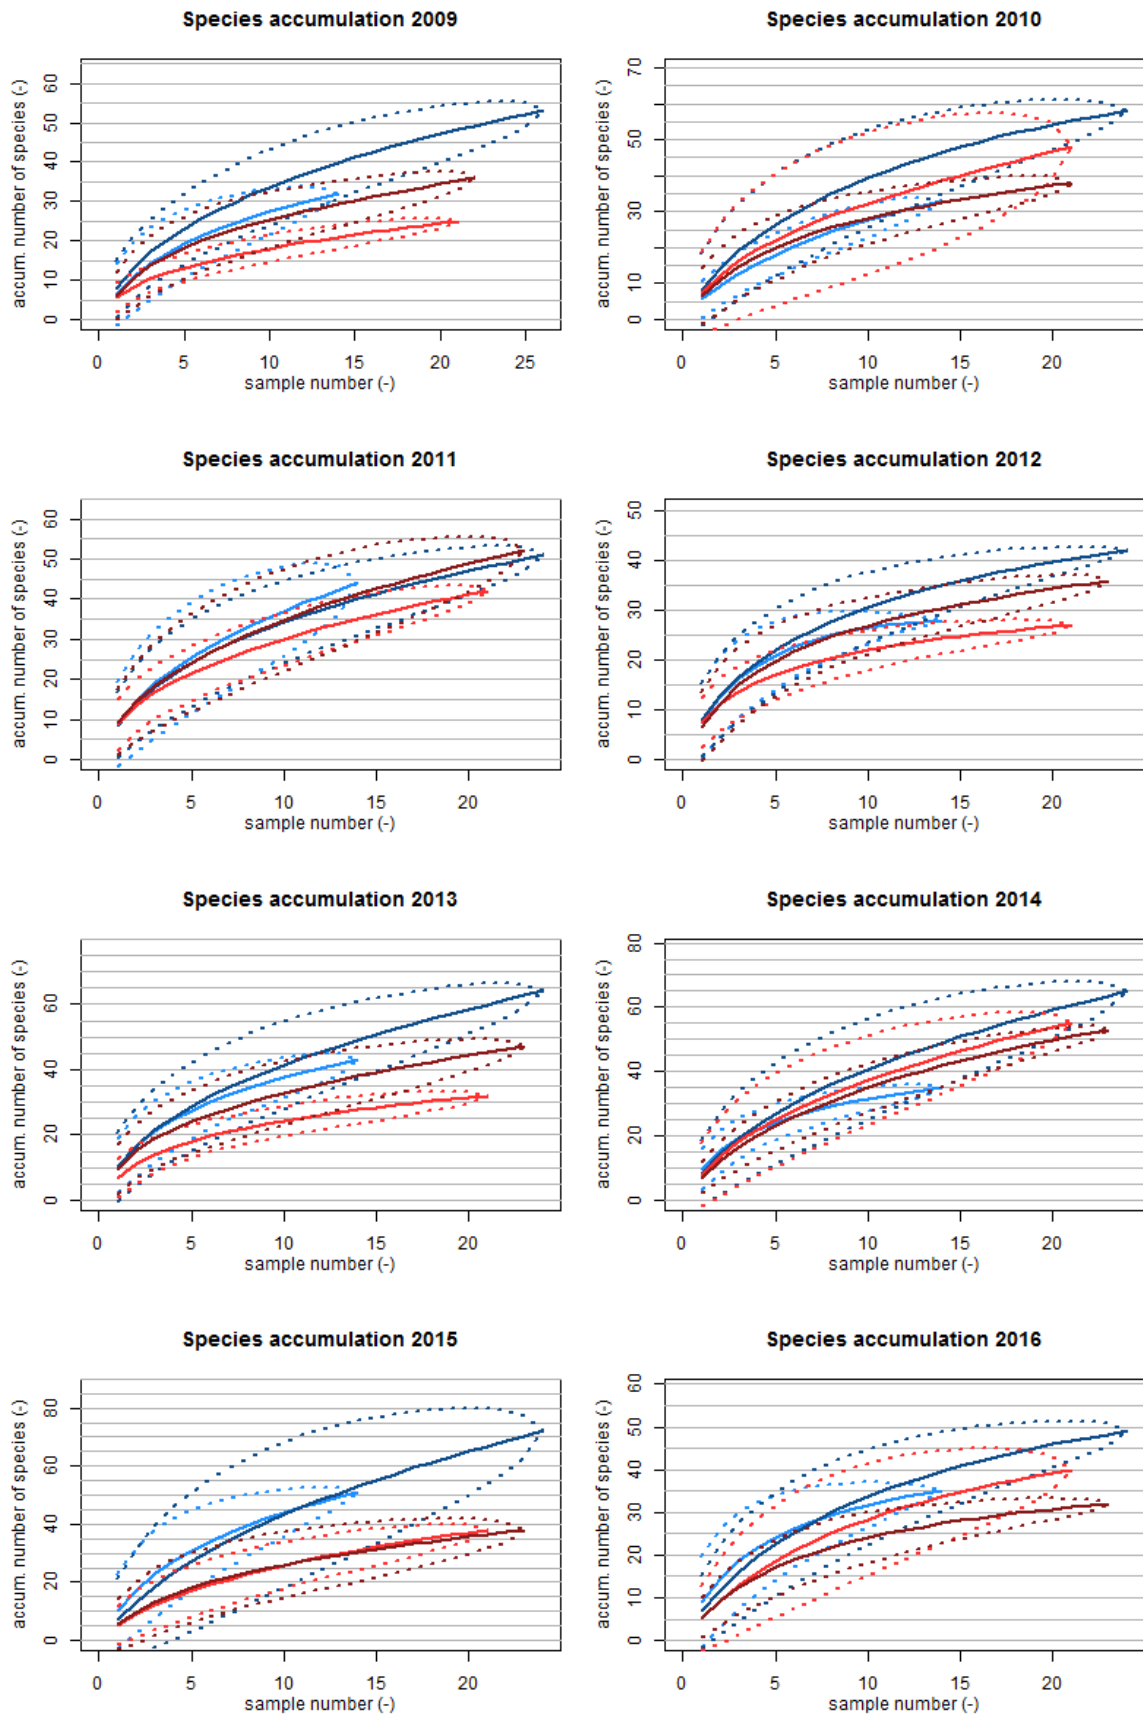 Species accumulation 2009
accum. number of species (-)
0 10 20 30 40 50 60
0 5 10 15 20 25
sample number (-)
Species accumulation 2010
accum. number of species (-)
0 10 30 50 70
0 5 10 15 20
sample number (-)
Species accumulation 2011
accum. number of species (-)
0 10 20 30 40 50 60
0 5 10 15 20
sample number (-)
Species accumulation 2012
accum. number of species (-)
0 10 20 30 40 50
0 5 10 15 20
sample number (-)
Species accumulation 2013
accum. number of species (-)
0 20 40 60
0 5 10 15 20
sample number (-)
Species accumulation 2014
accum. number of species (-)
0 20 40 60 80
0 5 10 15 20
sample number (-)
Species accumulation 2015
accum. number of species (-)
0 20 40 60 80
0 5 10 15 20
sample number (-)
Species accumulation 2016
accum. number of species (-)
0 10 20 30 40 50 60
0 5 10 15 20
sample number (-)